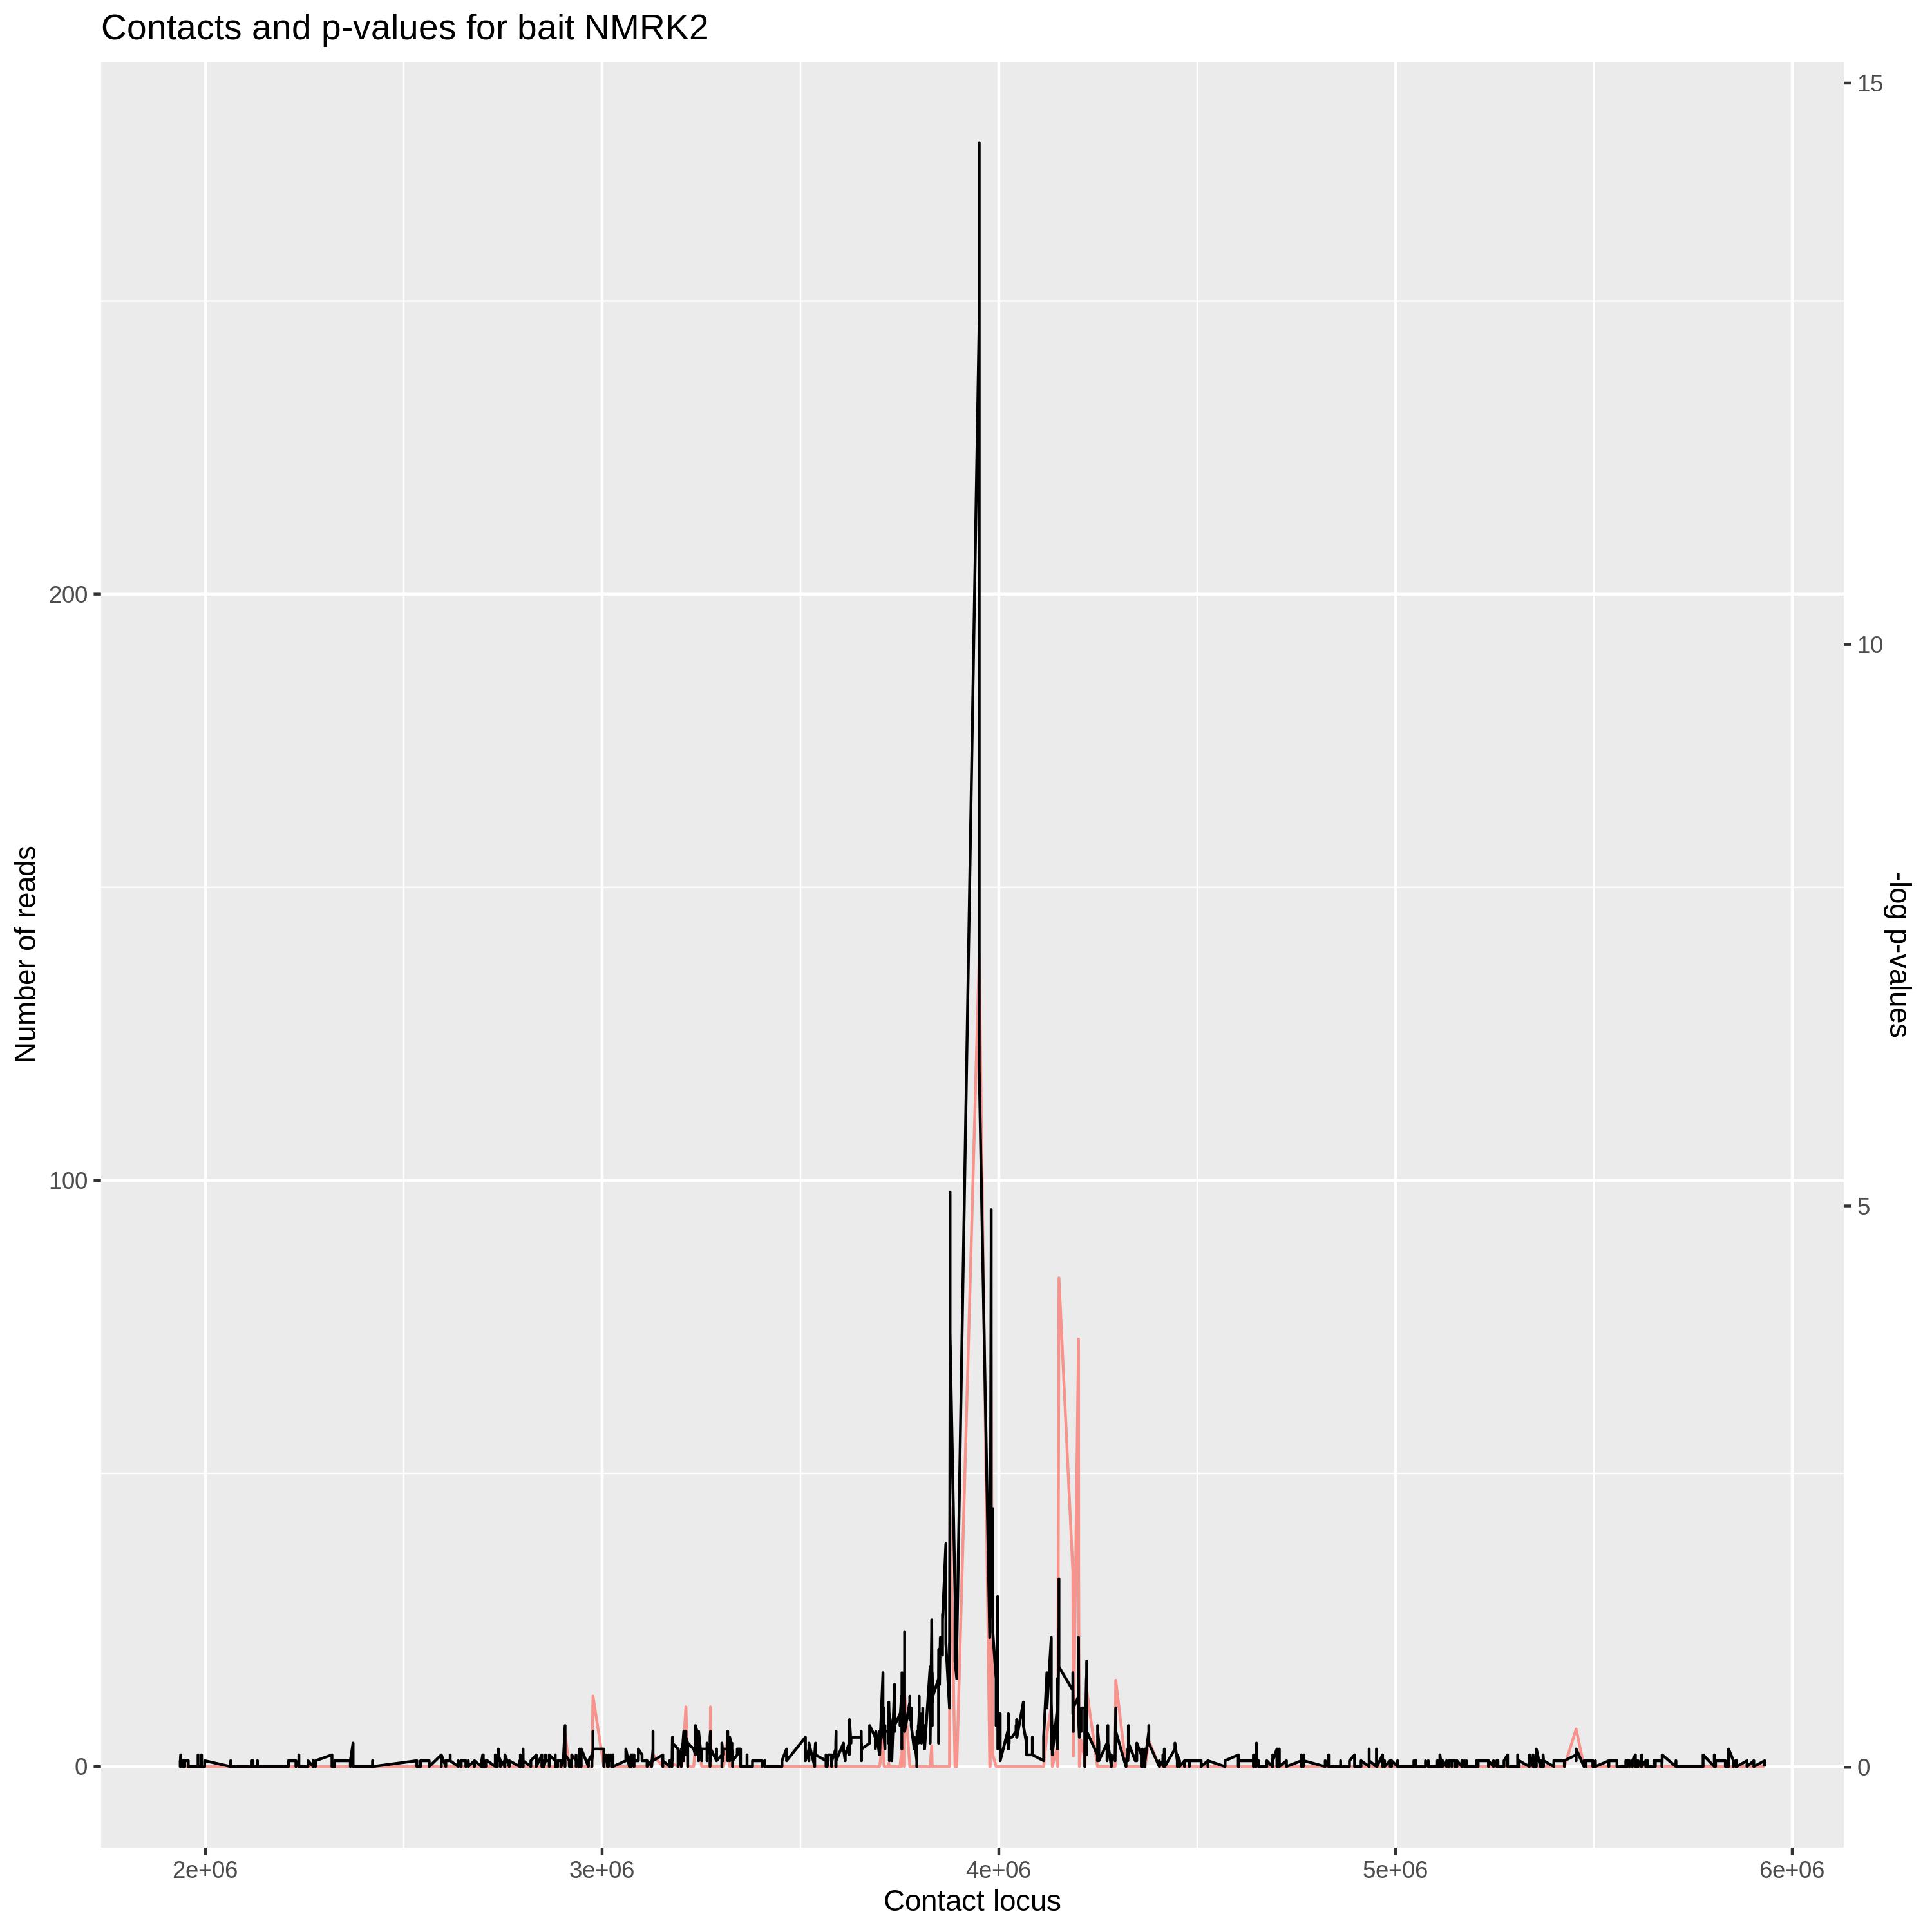 Contacts and p-values for bait NMRK2
15
200
10
Number of reads
-log p-values
100
5
0
0
2e+06
3e+06
4e+06
5e+06
6e+06
Contact locus